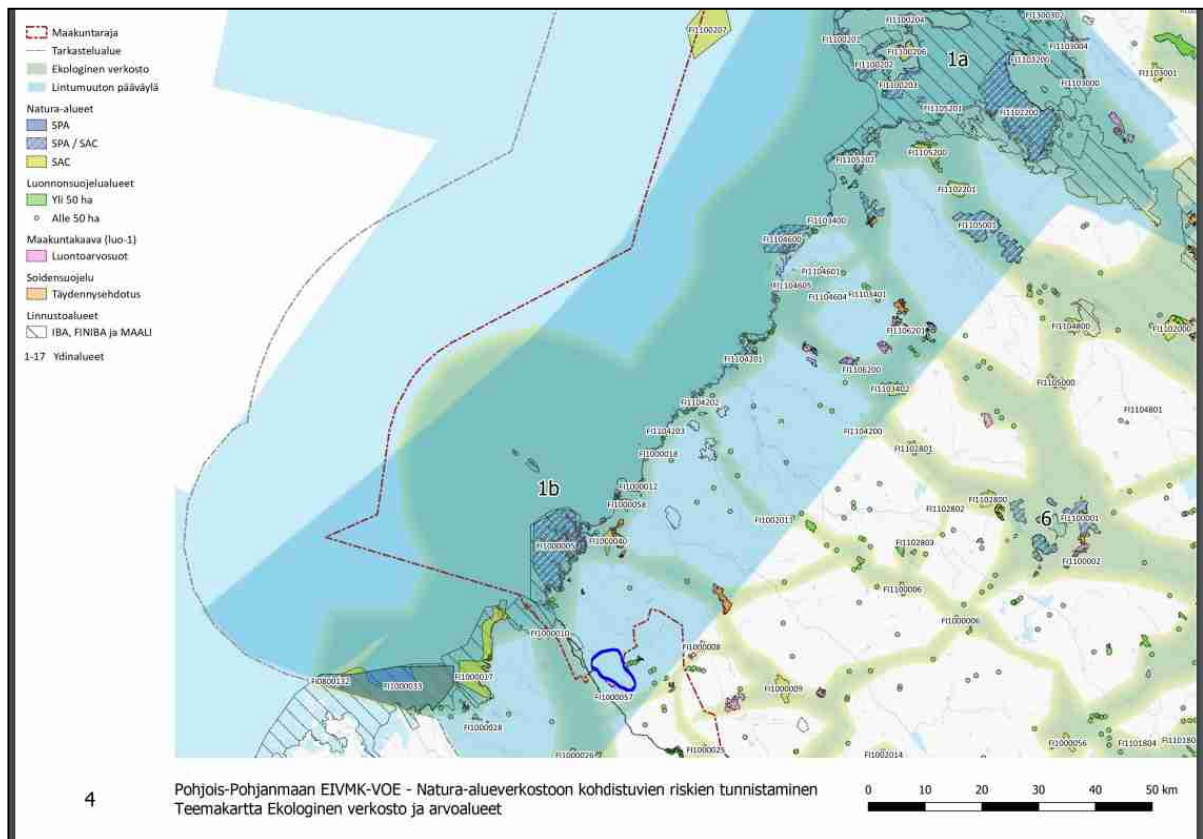 Maakuntaraja
Tarkastelualue
Ekologinen verkosto
Lintumuuton pääväylä
Natura-alueet
SPA
SPA / SAC
SAC
Luonnonsuojelualueet
Yli 50 ha
Alle 50 ha
Maakuntakaava (luo-1)
Luontoarvosuot
Soidensuojelu
Täydennysehdotus
Linnustoalueet
IBA, FINIBA ja MAALI
1-17 Ydinalueet
FI1100207
FI1100204
FI1300302
FI1100201
FI1103004
FI1100206
1a
FI1103200
FI1100202
FI1103001
FI1100203
FI1103000
FI1105201
FI1102200
FI1105202
FI1105200
FI1102201
FI1103400
FI1105001
FI1104600
FI1104601
FI1104605
FI1104604
FI1103401
FI1106201
FI1104800
FI1102000
FI1104201
FI1106200
FI1105000
FI1103402
FI1104202
FI1104801
FI1104203
FI1104200
FI1000018
FI1102801
1b
FI1000012
FI1000058
FI1102800
FI1102802
6
FI1100001
FI1002011
FI1000005
FI1000040
FI1102803
FI1100002
FI1100006
FI1000006
FI1000010
FI1000008
FI0800132
FI1000033
FI1000017
FI1000057
FI1000009
FI1000028
FI1000026
FI1000025
FI1002014
FI1000056
FI1101804
4
Pohjois-Pohjanmaan EIVMK-VOE - Natura-alueverkostoon kohdistuvien riskien tunnistaminen
Teemakartta Ekologinen verkosto ja arvoalueet
0 10 20 30 40 50 km